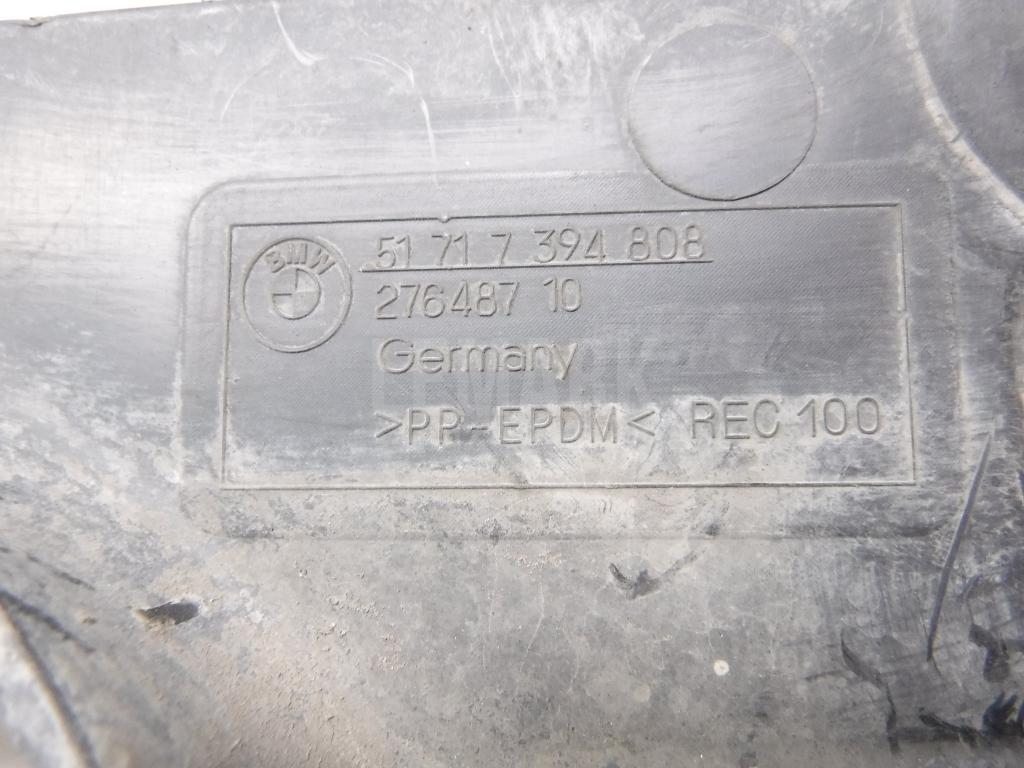 BMW
51 71 7 394 808
276487 10
Germany
>PP-EPDM< REC 100